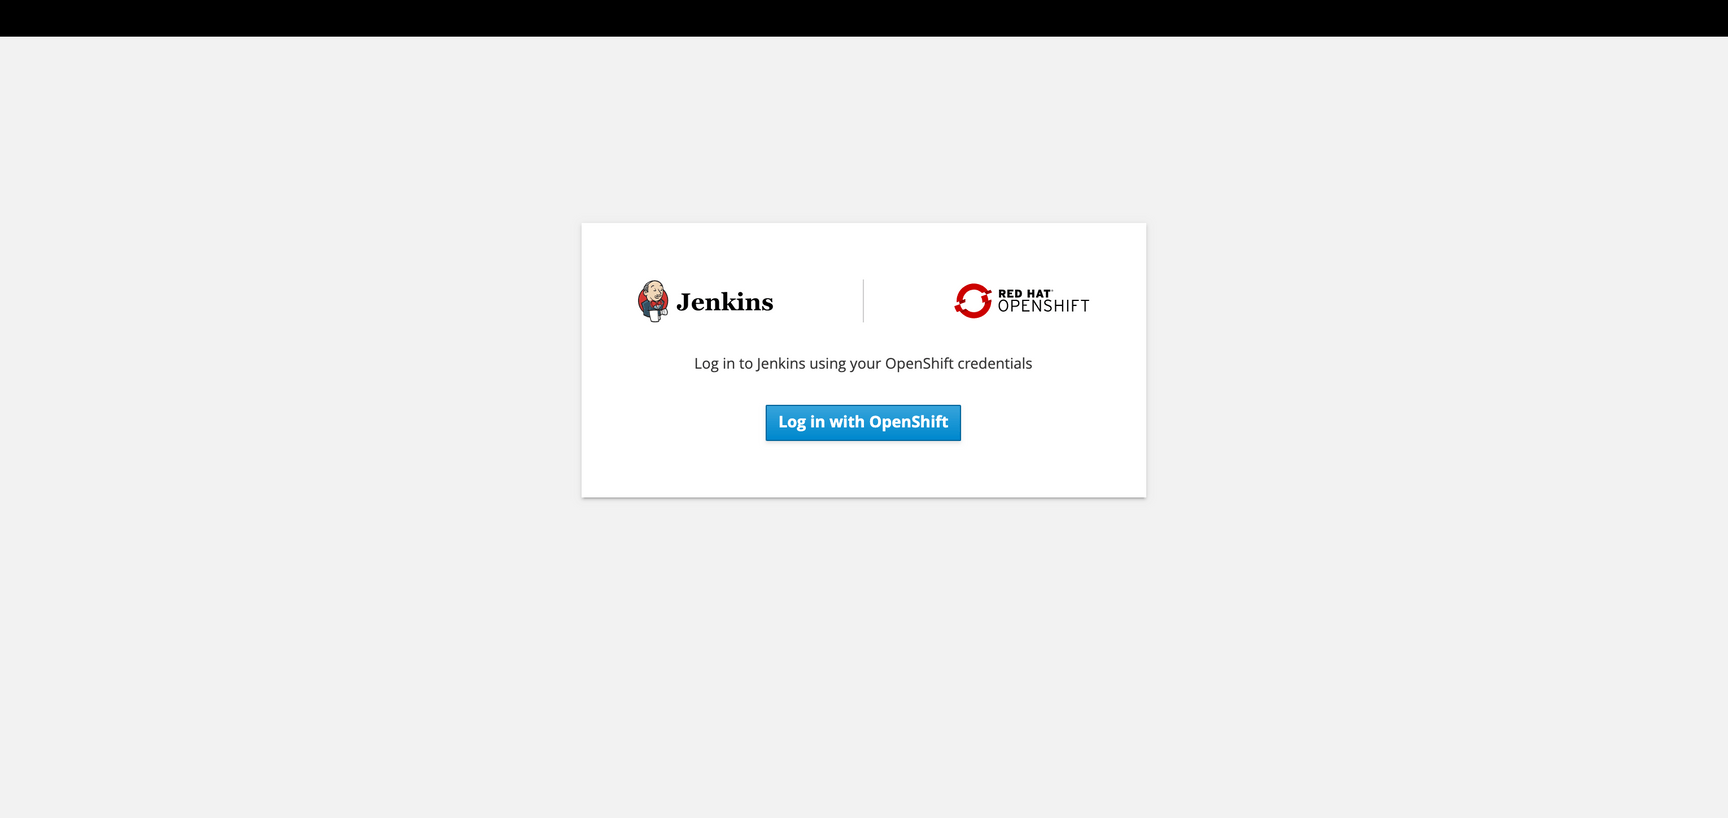 Jenkins
RED HAT
OPENSHIFT
Log in to Jenkins using your OpenShift credentials
Log in with OpenShift